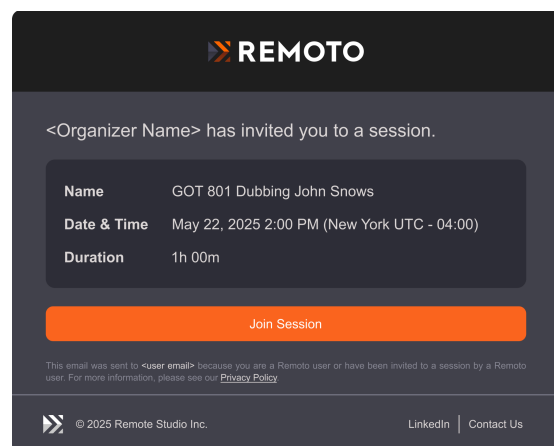 REMOTO
<Organizer Name> has invited you to a session.
Name GOT 801 Dubbing John Snows
Date & Time May 22, 2025 2:00 PM (New York UTC - 04:00)
Duration 1h 00m
Join Session
This email was sent to <user email> because you are a Remoto user or have been invited to a session by a Remoto
user. For more information, please see our Privacy Policy
© 2025 Remote Studio Inc. LinkedIn Contact Us